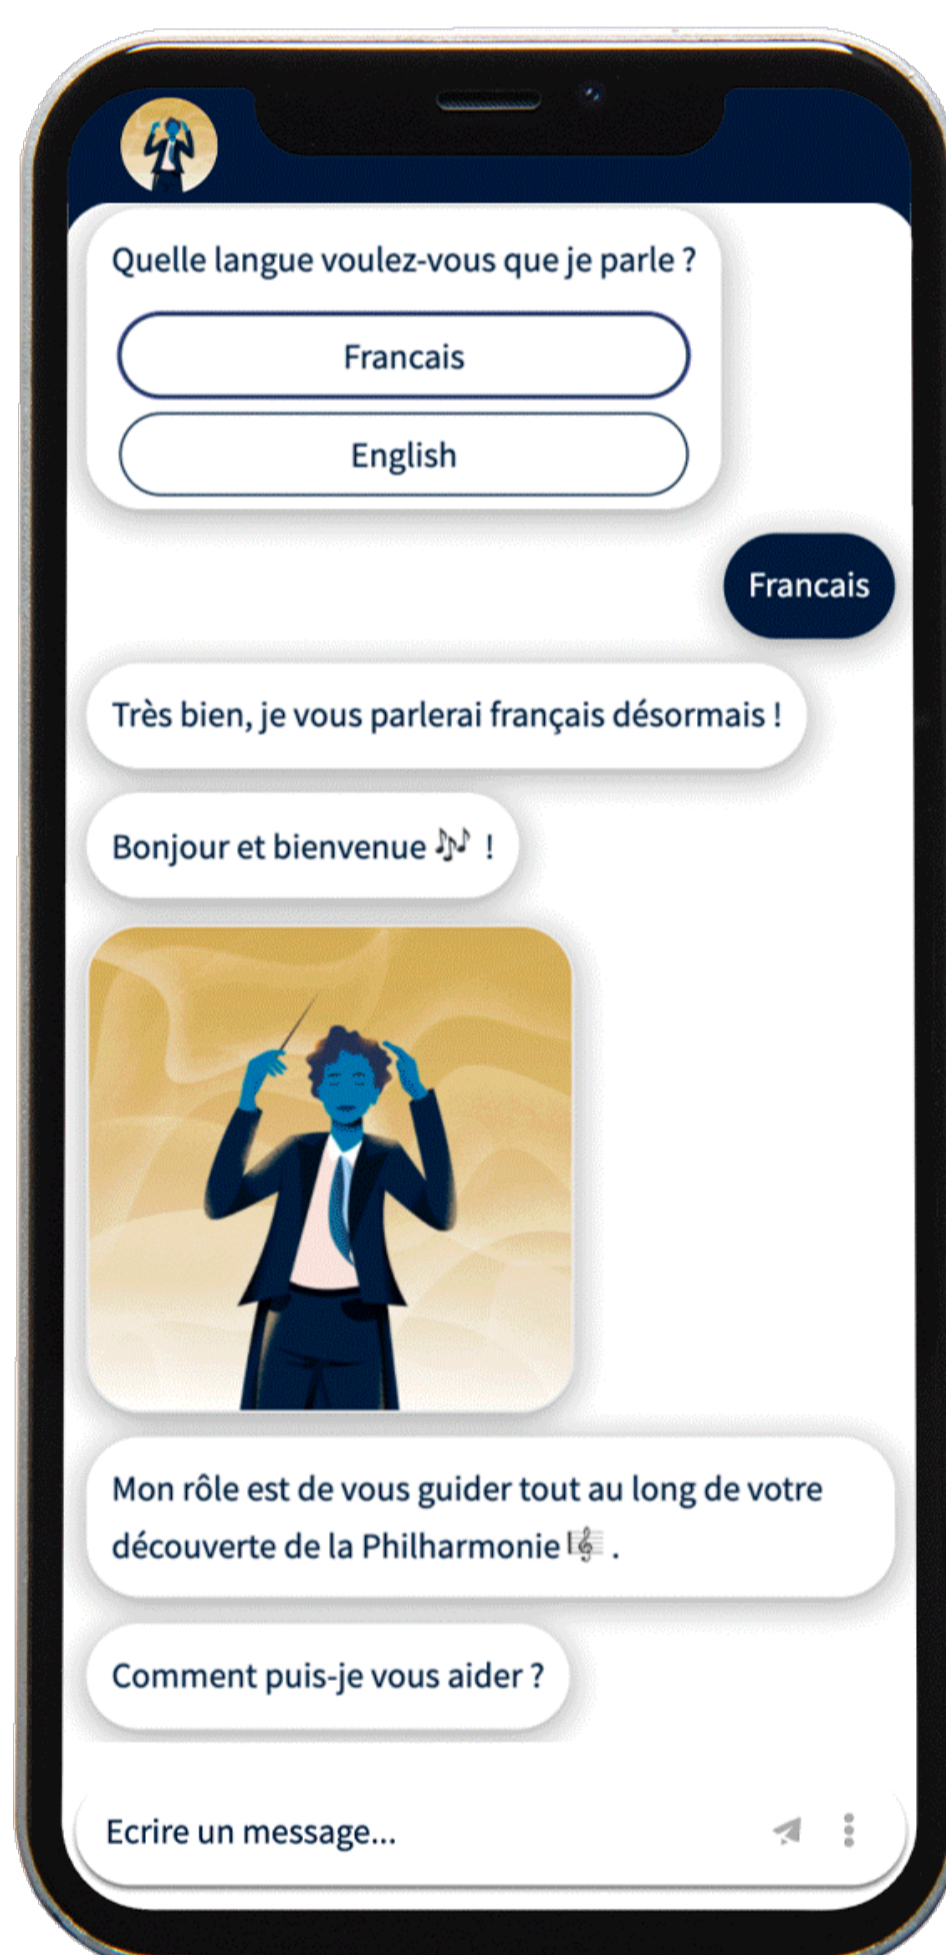 Quelle langue voulez-vous que je parle ?
Francais
English
Francais
Très bien, je vous parlerai français désormais !
Bonjour et bienvenue 🎶 !
Mon rôle est de vous guider tout au long de votre
découverte de la Philharmonie 🎼 .
Comment puis-je vous aider ?
Ecrire un message...